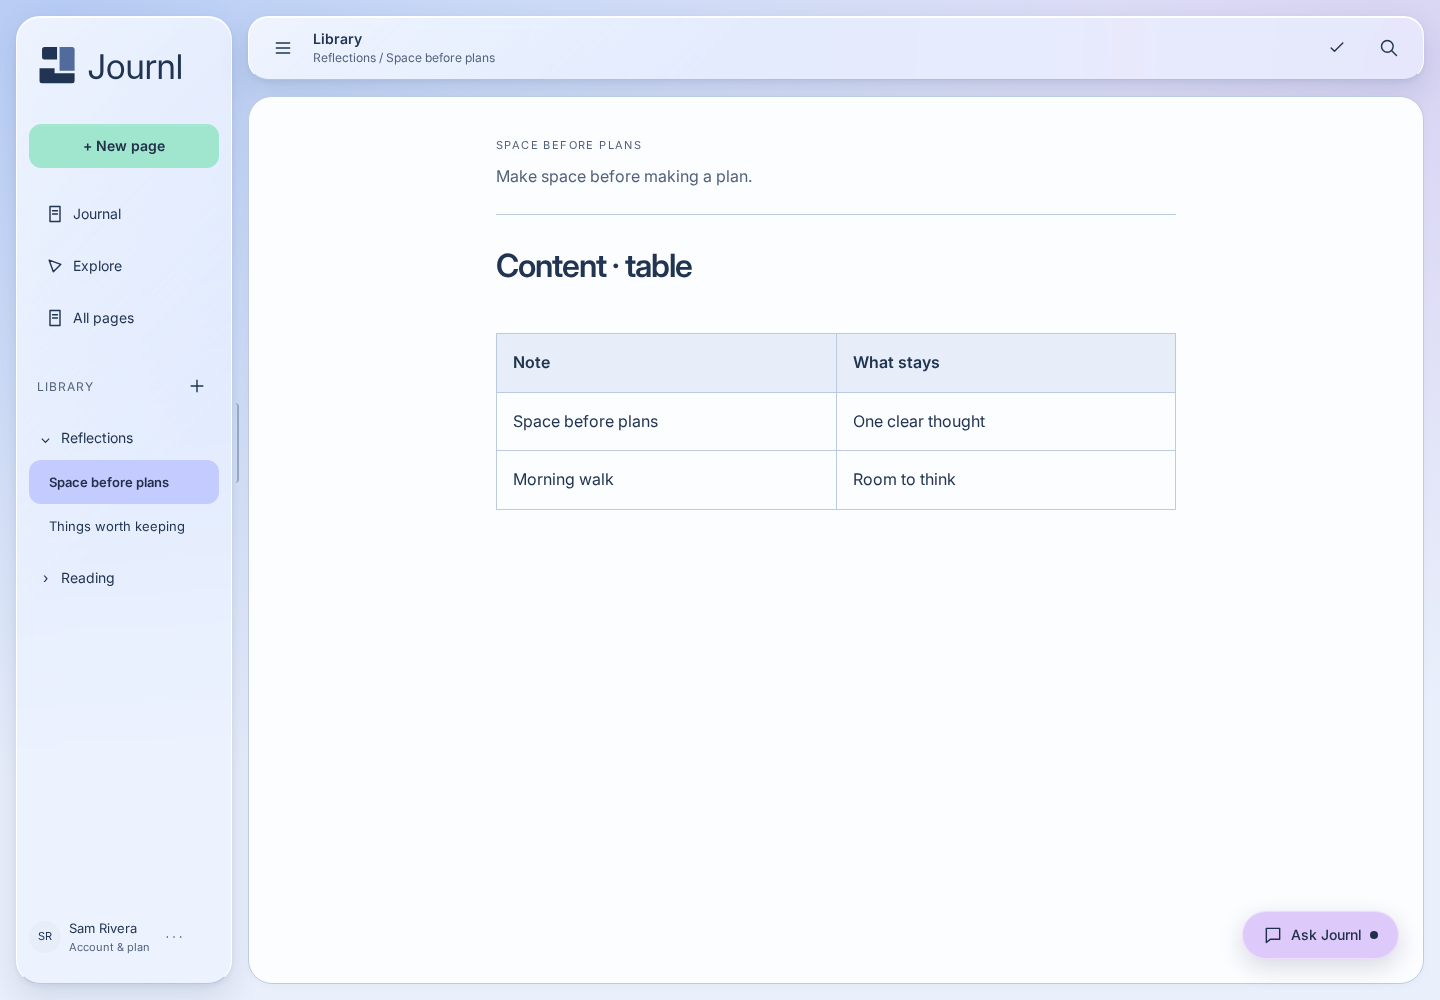 Journl
+ New page
Journal
Explore
All pages
LIBRARY
Reflections
Space before plans
Things worth keeping
Reading
SR
Sam Rivera
Account & plan
...
Library
Reflections / Space before plans
SPACE BEFORE PLANS
Make space before making a plan.
Content · table
Note What stays
Space before plans One clear thought
Morning walk Room to think
Ask Journl